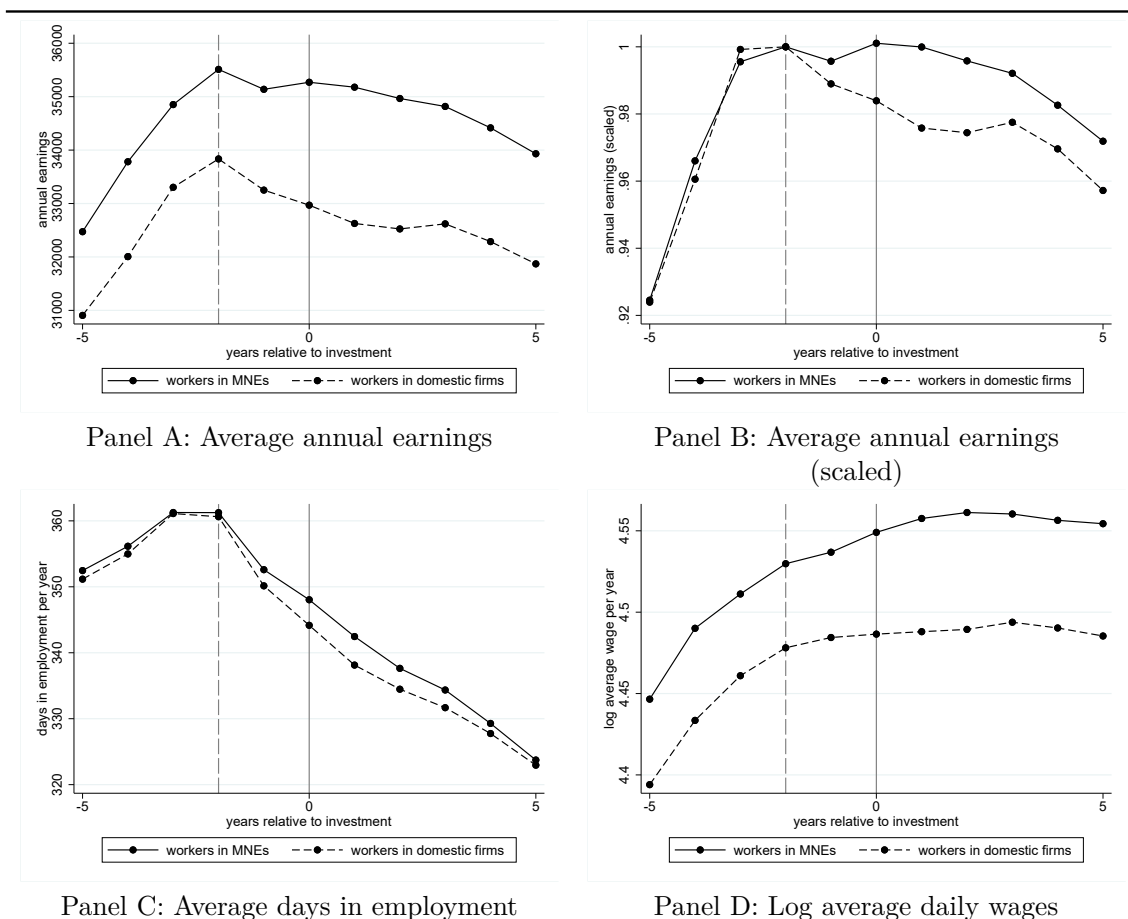 annual earnings
36000
35000
34000
33000
32000
31000
-5 0 5
years relative to investment
workers in MNEs workers in domestic firms
Panel A: Average annual earnings
annual earnings (scaled)
1
.98
.96
.94
.92
-5 0 5
years relative to investment
workers in MNEs workers in domestic firms
Panel B: Average annual earnings
(scaled)
days in employment per year
360
350
340
330
320
-5 0 5
years relative to investment
workers in MNEs workers in domestic firms
Panel C: Average days in employment
log average wage per year
4.55
4.5
4.45
4.4
-5 0 5
years relative to investment
workers in MNEs workers in domestic firms
Panel D: Log average daily wages